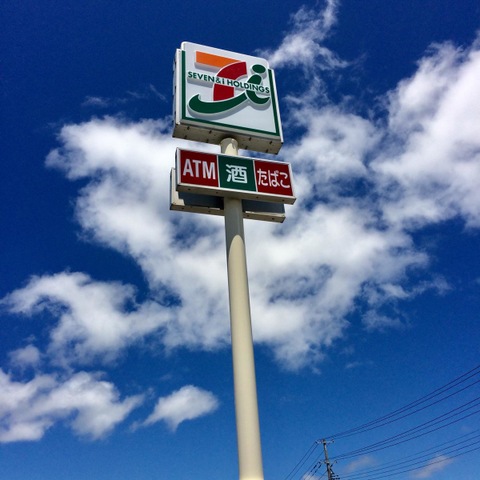 SEVEN & i HOLDINGS
ATM 酒 たばこ